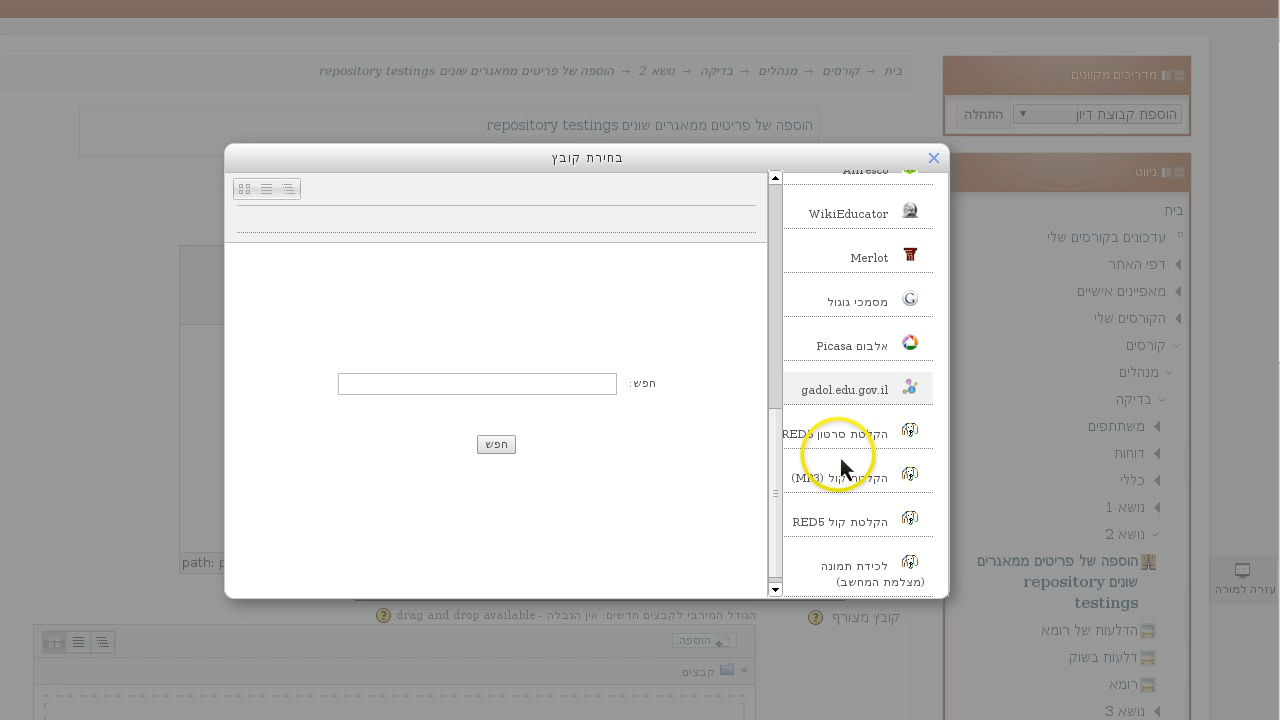 בית → קורסים → מנהלים → בדיקה → נושא 2 → הוספה של פריטים ממאגרים שונים repository testings
הוספה של פריטים ממאגרים שונים repository testings
מדריכים מקוונים
הוספת קבוצת דיון
התחלה
ניווט
בית
עדכונים בקורסים שלי
דפי האתר
מאפיינים אישיים
הקורסים שלי
קורסים
מנהלים
בדיקה
משתתפים
דוחות
כללי
נושא 1
נושא 2
הוספה של פריטים ממאגרים
שונים repository
testings
הדלעות של רומא
דלעות בשוק
רומא
נושא 3
עזרה למורה
בחירת קובץ
Alfresco
WikiEducator
Merlot
מסמכי גוגול
אלבום Picasa
gadol.edu.gov.il
הקלטת סרטון RED5
הקלטת קול (MP3)
הקלטת קול RED5
לכידת תמונה
(מצלמת המחשב)
חפש:
חפש
path: p
קובץ מצורף
הגודל המירבי לקבצים חדשים: אין הגבלה - drag and drop available
הוספה.
קבצים